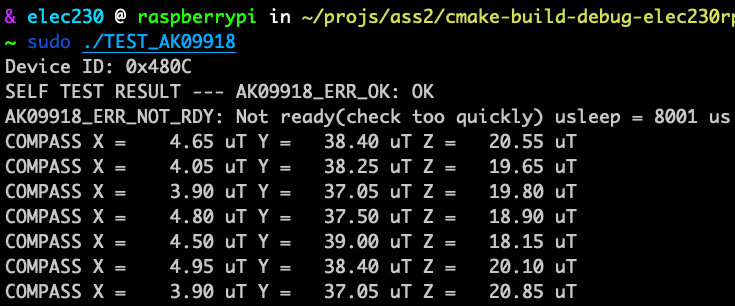 & elec230 @ raspberrypi in ~/projs/ass2/cmake-build-debug-elec230rp
~ sudo ./TEST_AK09918
Device ID: 0x480C
SELF TEST RESULT --- AK09918_ERR_OK: OK
AK09918_ERR_NOT_RDY: Not ready(check too quickly) usleep = 8001 us
COMPASS X =    4.65 uT Y =   38.40 uT Z =   20.55 uT
COMPASS X =    4.05 uT Y =   38.25 uT Z =   19.65 uT
COMPASS X =    3.90 uT Y =   37.05 uT Z =   19.80 uT
COMPASS X =    4.80 uT Y =   37.50 uT Z =   18.90 uT
COMPASS X =    4.50 uT Y =   39.00 uT Z =   18.15 uT
COMPASS X =    4.95 uT Y =   38.40 uT Z =   20.10 uT
COMPASS X =    3.90 uT Y =   37.05 uT Z =   20.85 uT